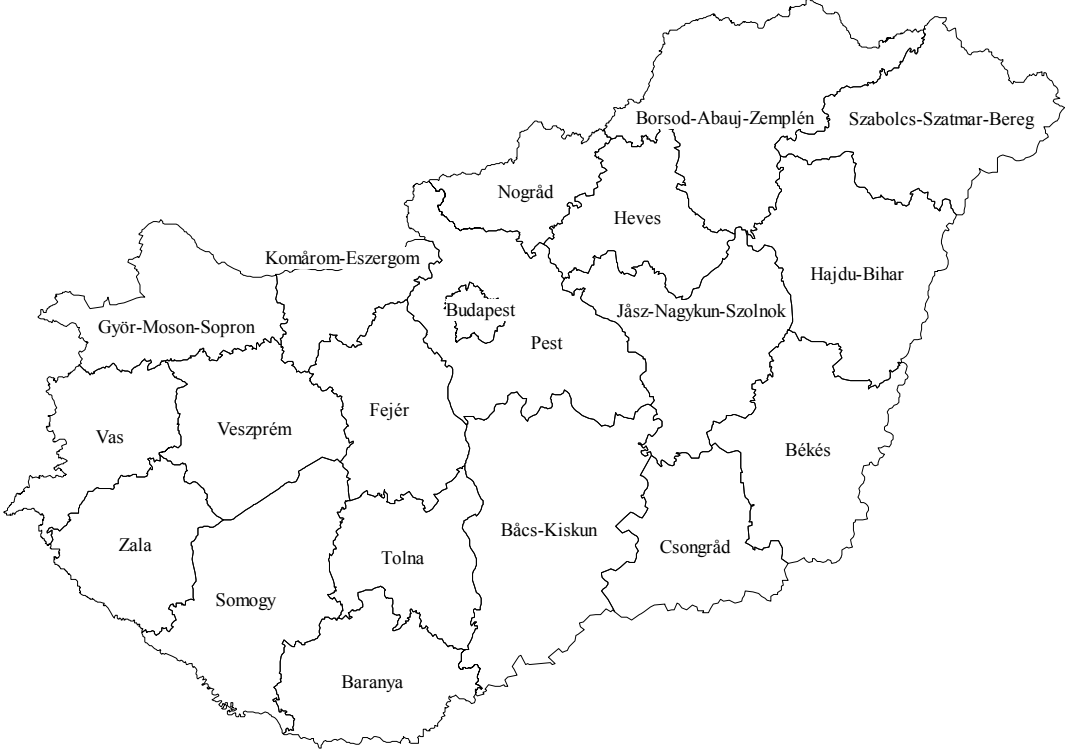 Borsod-Abauj-Zemplén
Szabolcs-Szatmar-Bereg
Nogråd
Heves
Komårom-Eszergom
Hajdu-Bihar
Budapest
Jåsz-Nagykun-Szolnok
Györ-Moson-Sopron
Pest
Fejér
Veszprém
Vas
Békés
Båcs-Kiskun
Zala
Csongråd
Tolna
Somogy
Baranya